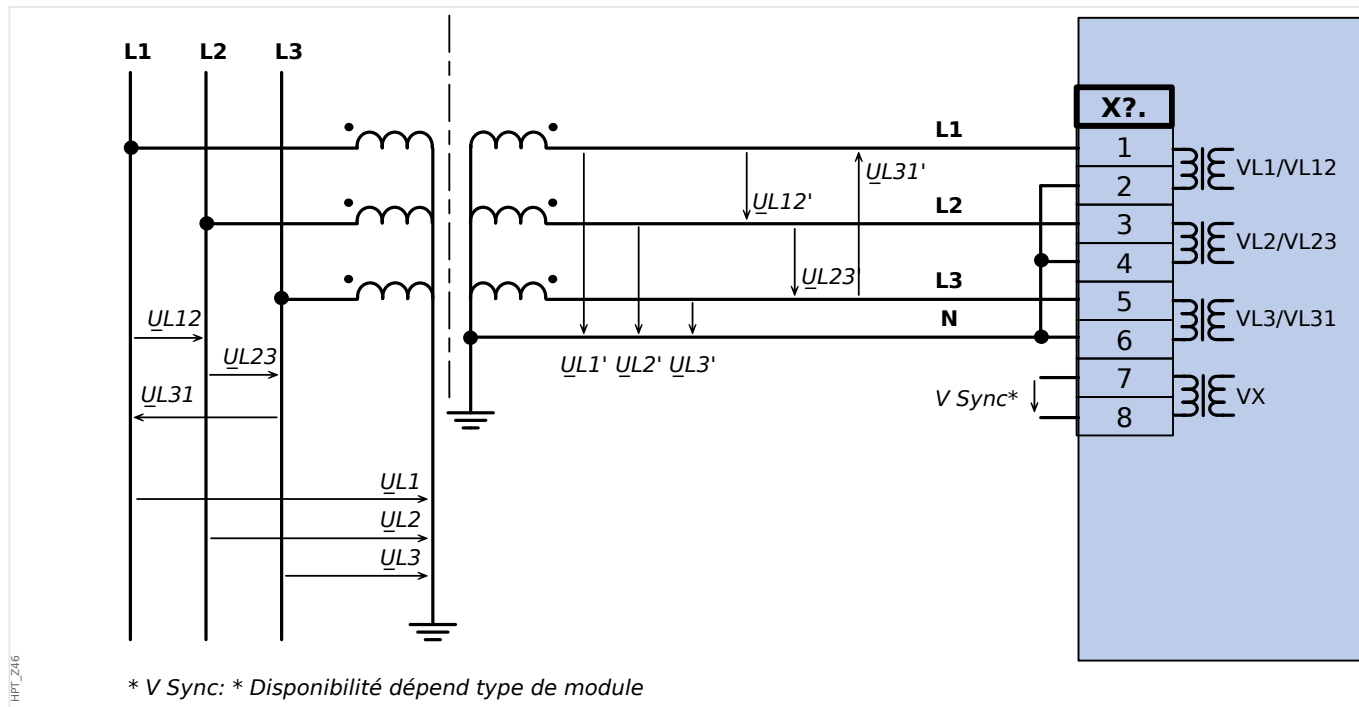 L1 L2 L3
X?.
L1
1
VL1/VL12
UL31'
2
UL12'
L2
3
VL2/VL23
4
UL23'
L3
5
VL3/VL31
N
6
UL12
UL23
UL1' UL2' UL3'
7
UL31
V Sync*
VX
8
UL1
UL2
UL3
HPT_Z46
* V Sync: * Disponibilité dépend type de module